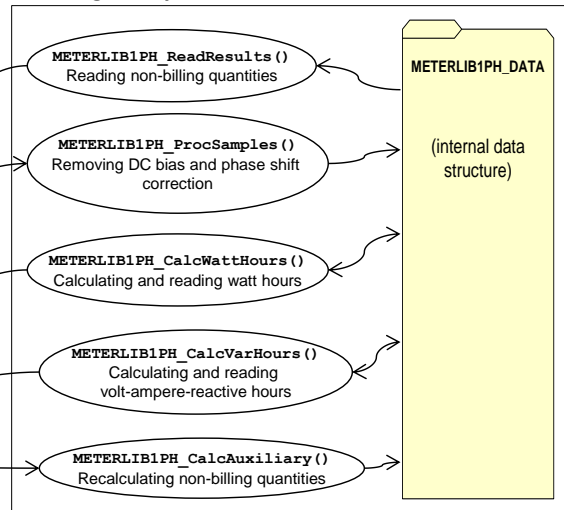 METERLIB1PH_ReadResults()
Reading non-billing quantities
METERLIB1PH_DATA
(internal data
structure)
METERLIB1PH_ProcSamples()
Removing DC bias and phase shift
correction
METERLIB1PH_CalcWattHours()
Calculating and reading watt hours
METERLIB1PH_CalcVarHours()
Calculating and reading
volt-ampere-reactive hours
METERLIB1PH_CalcAuxiliary()
Recalculating non-billing quantities